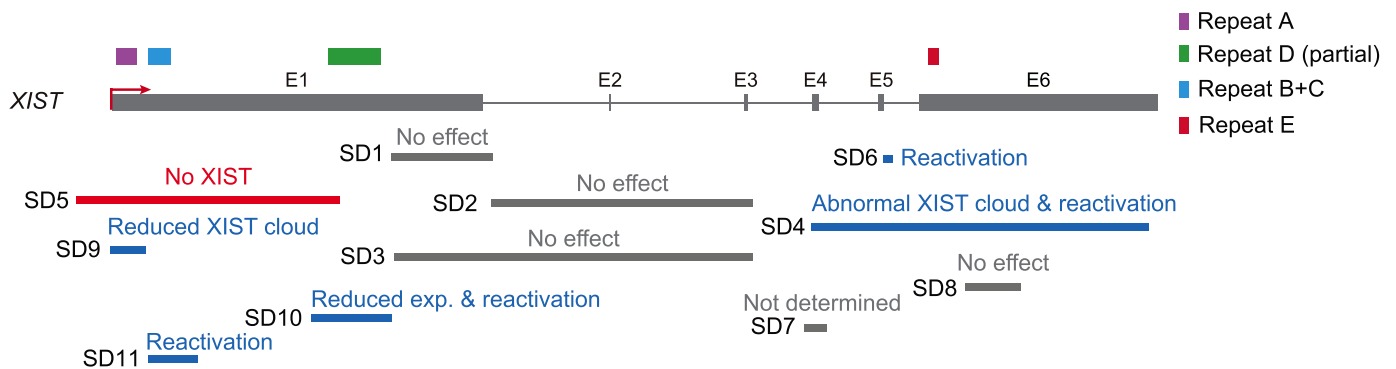 Repeat A
Repeat D (partial)
Repeat B+C
Repeat E
XIST
E1
E2
E3
E4
E5
E6
SD1
No effect
SD6
Reactivation
No XIST
SD5
SD2
No effect
Abnormal XIST cloud & reactivation
SD4
Reduced XIST cloud
SD9
SD3
No effect
SD8
No effect
Reduced exp. & reactivation
SD10
Not determined
SD7
Reactivation
SD11